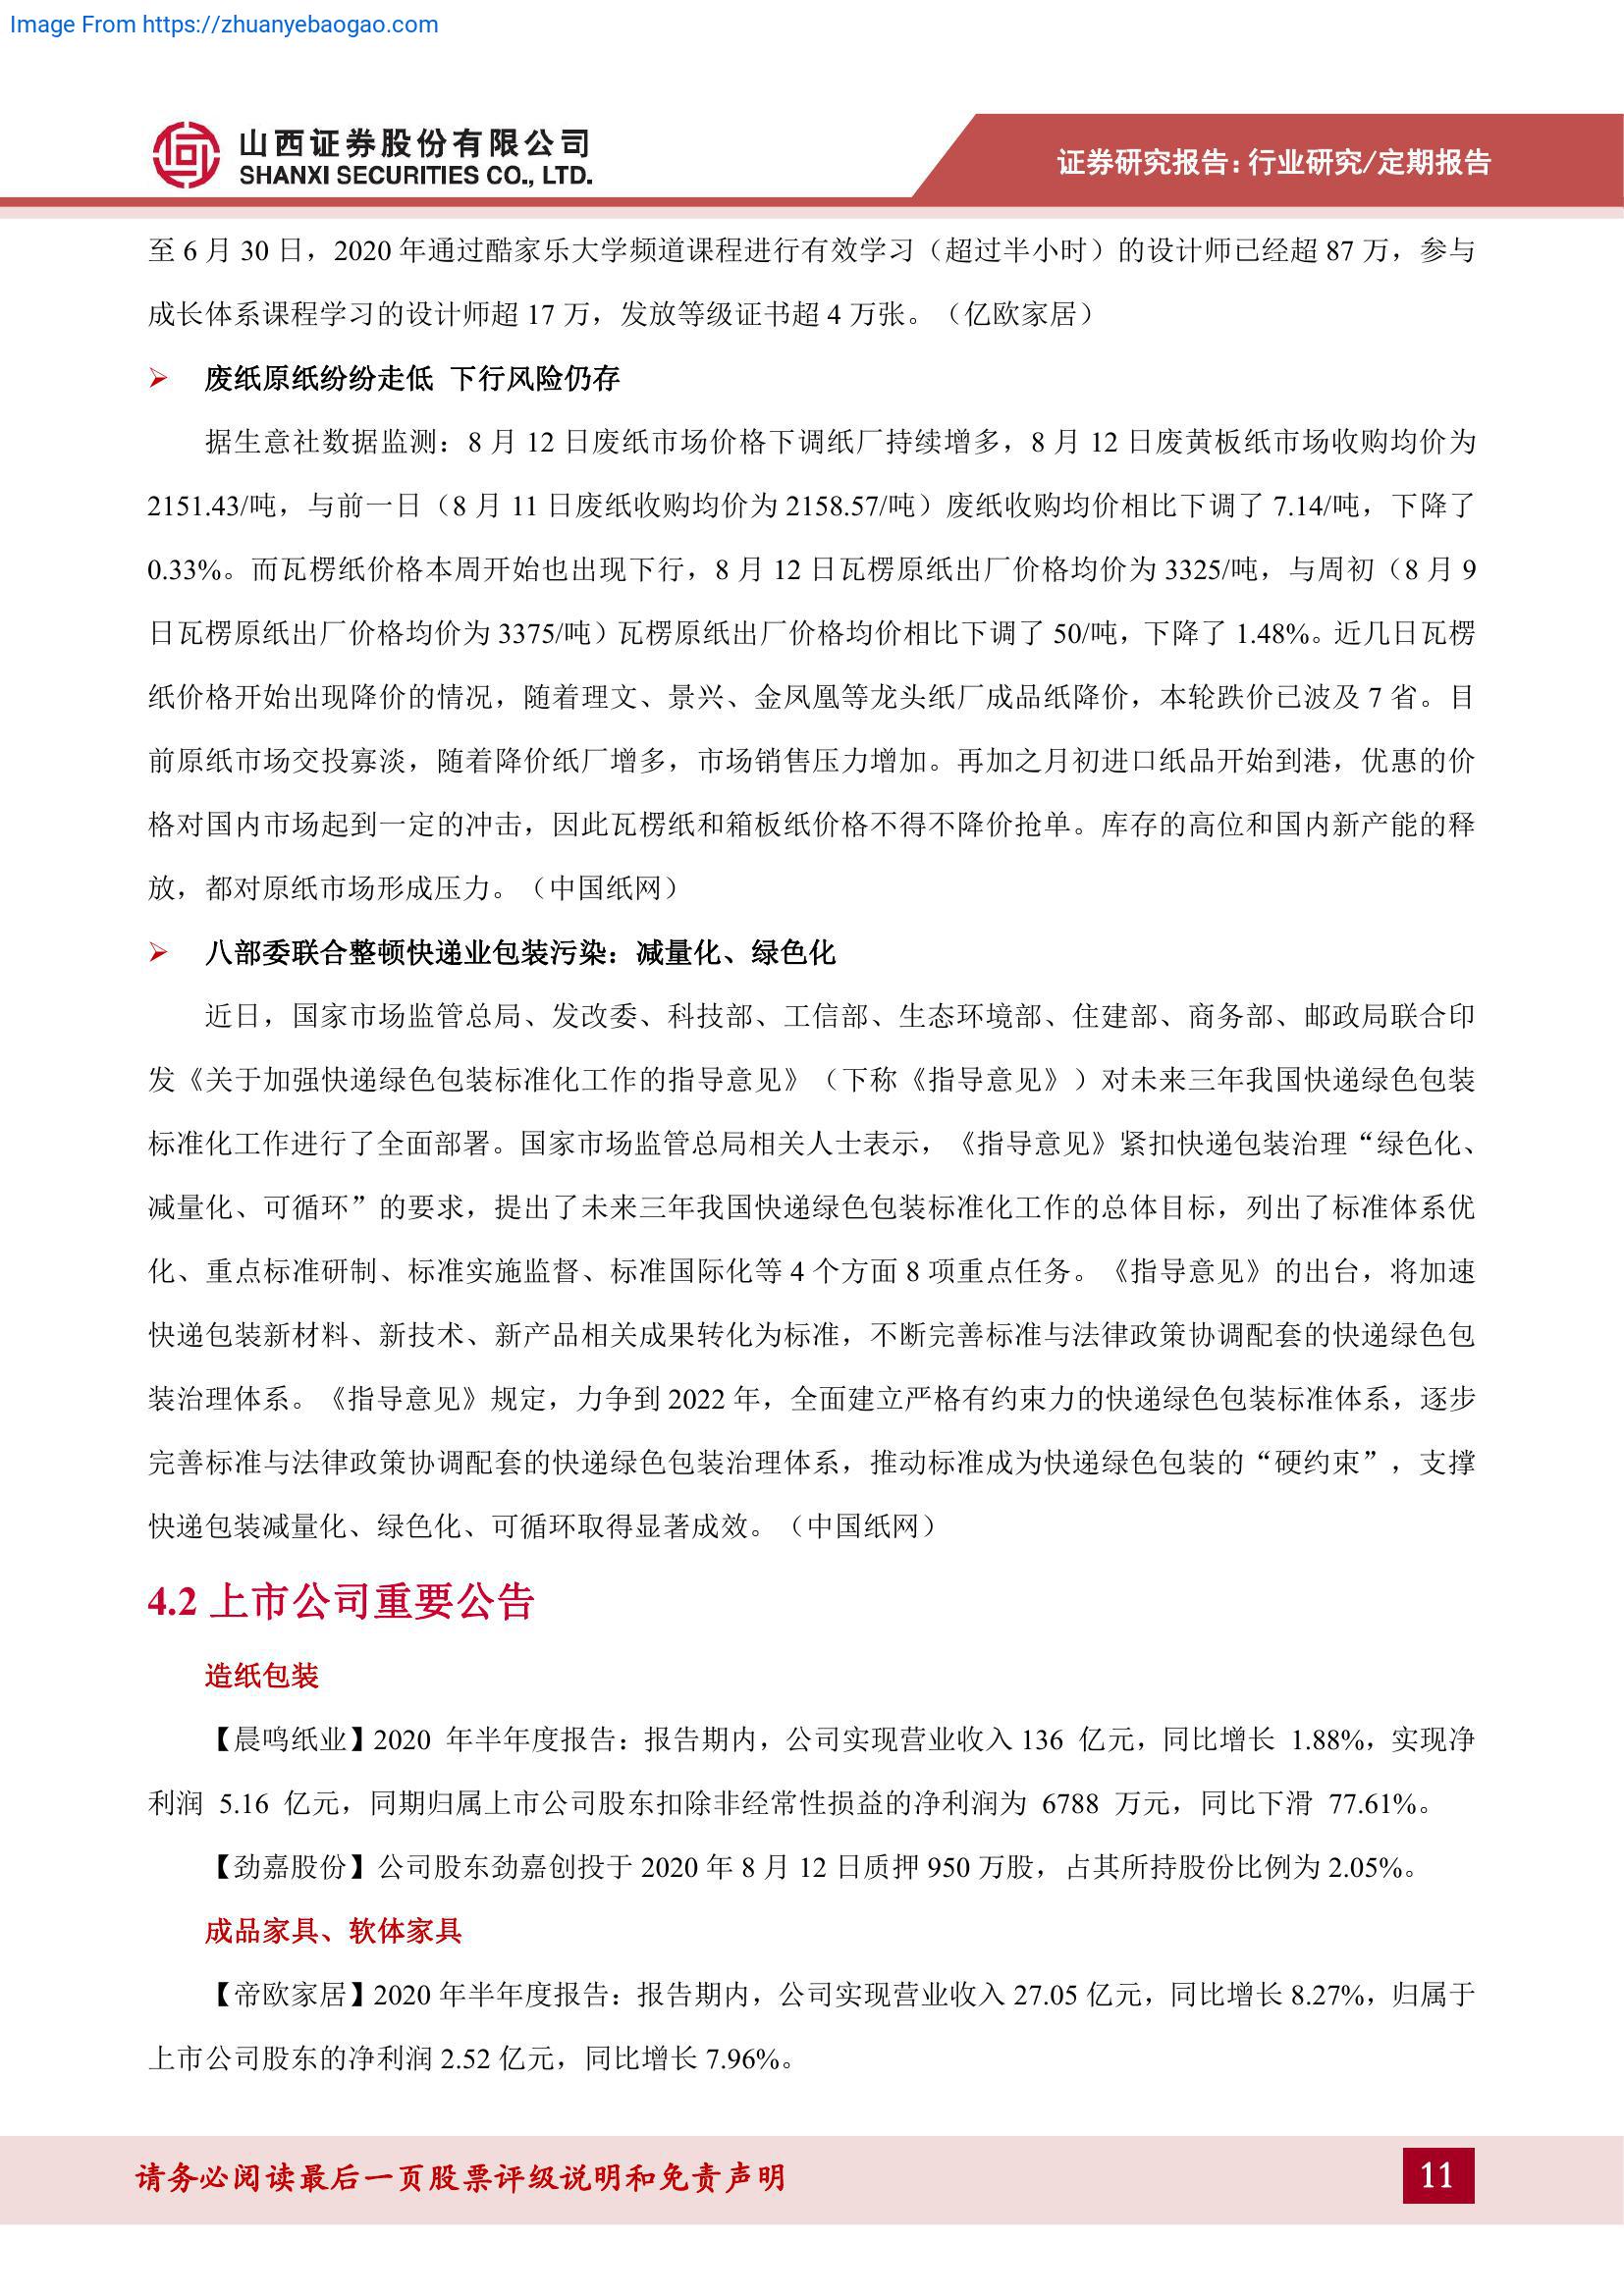 Image From https://zhuanyebaogao.com
山西证券股份有限公司
SHANXI SECURITIES CO., LTD.
证券研究报告：行业研究/定期报告
至 6 月 30 日，2020 年通过酷家乐大学频道课程进行有效学习（超过半小时）的设计师已经超 87 万，参与
成长体系课程学习的设计师超 17 万，发放等级证书超 4 万张。（亿欧家居）
➢ 废纸原纸纷纷走低 下行风险仍存
据生意社数据监测：8 月 12 日废纸市场价格下调纸厂持续增多，8 月 12 日废黄板纸市场收购均价为
2151.43/吨，与前一日（8 月 11 日废纸收购均价为 2158.57/吨）废纸收购均价相比下调了 7.14/吨，下降了
0.33%。而瓦楞纸价格本周开始也出现下行，8 月 12 日瓦楞原纸出厂价格均价为 3325/吨，与周初（8 月 9
日瓦楞原纸出厂价格均价为 3375/吨）瓦楞原纸出厂价格均价相比下调了 50/吨，下降了 1.48%。近几日瓦楞
纸价格开始出现降价的情况，随着理文、景兴、金凤凰等龙头纸厂成品纸降价，本轮跌价已波及 7 省。目
前原纸市场交投寡淡，随着降价纸厂增多，市场销售压力增加。再加之月初进口纸品开始到港，优惠的价
格对国内市场起到一定的冲击，因此瓦楞纸和箱板纸价格不得不降价抢单。库存的高位和国内新产能的释
放，都对原纸市场形成压力。（中国纸网）
➢ 八部委联合整顿快递业包装污染：减量化、绿色化
近日，国家市场监管总局、发改委、科技部、工信部、生态环境部、住建部、商务部、邮政局联合印
发《关于加强快递绿色包装标准化工作的指导意见》（下称《指导意见》）对未来三年我国快递绿色包装
标准化工作进行了全面部署。国家市场监管总局相关人士表示，《指导意见》紧扣快递包装治理“绿色化、
减量化、可循环”的要求，提出了未来三年我国快递绿色包装标准化工作的总体目标，列出了标准体系优
化、重点标准研制、标准实施监督、标准国际化等 4 个方面 8 项重点任务。《指导意见》的出台，将加速
快递包装新材料、新技术、新产品相关成果转化为标准，不断完善标准与法律政策协调配套的快递绿色包
装治理体系。《指导意见》规定，力争到 2022 年，全面建立严格有约束力的快递绿色包装标准体系，逐步
完善标准与法律政策协调配套的快递绿色包装治理体系，推动标准成为快递绿色包装的“硬约束”，支撑
快递包装减量化、绿色化、可循环取得显著成效。（中国纸网）
4.2 上市公司重要公告
造纸包装
【晨鸣纸业】2020 年半年度报告：报告期内，公司实现营业收入 136 亿元，同比增长 1.88%，实现净
利润 5.16 亿元，同期归属上市公司股东扣除非经常性损益的净利润为 6788 万元，同比下滑 77.61%。
【劲嘉股份】公司股东劲嘉创投于 2020 年 8 月 12 日质押 950 万股，占其所持股份比例为 2.05%。
成品家具、软体家具
【帝欧家居】2020 年半年度报告：报告期内，公司实现营业收入 27.05 亿元，同比增长 8.27%，归属于
上市公司股东的净利润 2.52 亿元，同比增长 7.96%。
请务必阅读最后一页股票评级说明和免责声明
11